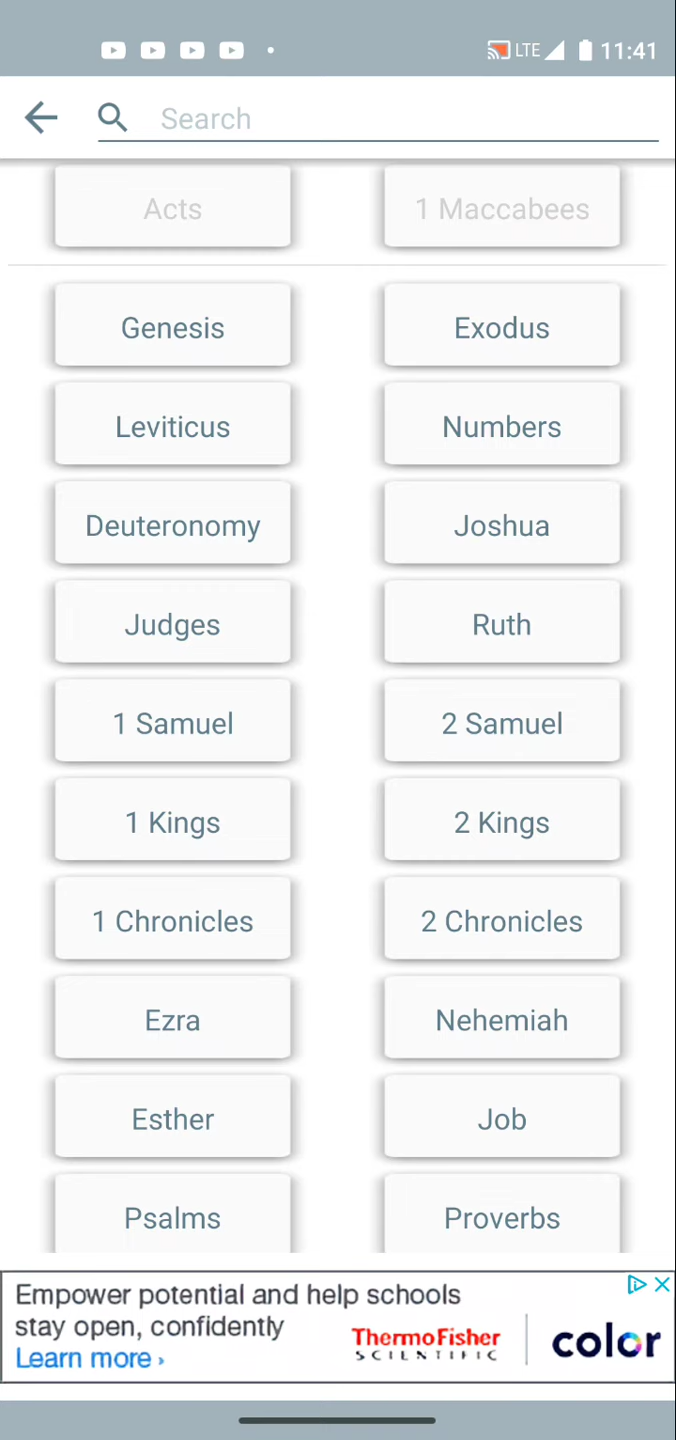 LTE 11:41
Search
Acts 1 Maccabees
Genesis Exodus
Leviticus Numbers
Deuteronomy Joshua
Judges Ruth
1 Samuel 2 Samuel
1 Kings 2 Kings
1 Chronicles 2 Chronicles
Ezra Nehemiah
Esther Job
Psalms Proverbs
Empower potential and help schools
stay open, confidently
Learn more ›
ThermoFisher
SCIENTIFIC
color